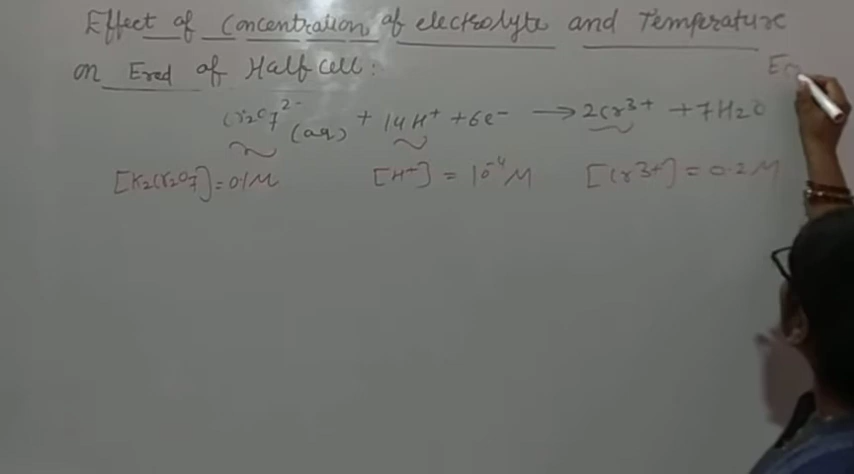 Effect of Concentration of electrolyte and Temperature
on Ered of Half cell:
Cr2O7^2- (aq) + 14H+ + 6e- → 2Cr3+ + 7H2O
[K2Cr2O7] = 0.1M [H+] = 10^-4 M [Cr3+] = 0.2M